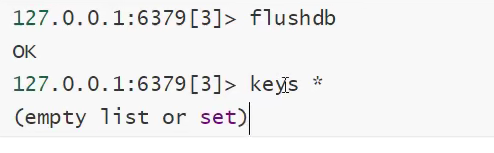 127.0.0.1:6379[3]> flushdb
OK
127.0.0.1:6379[3]> keys *
(empty list or set)